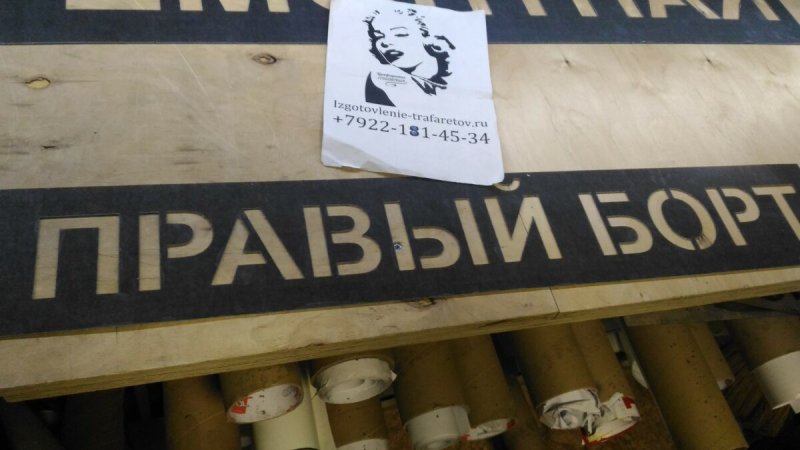 Izgotovlenie-trafaretov.ru
+7922-181-45-34
ПРАВЫЙ БОРТ